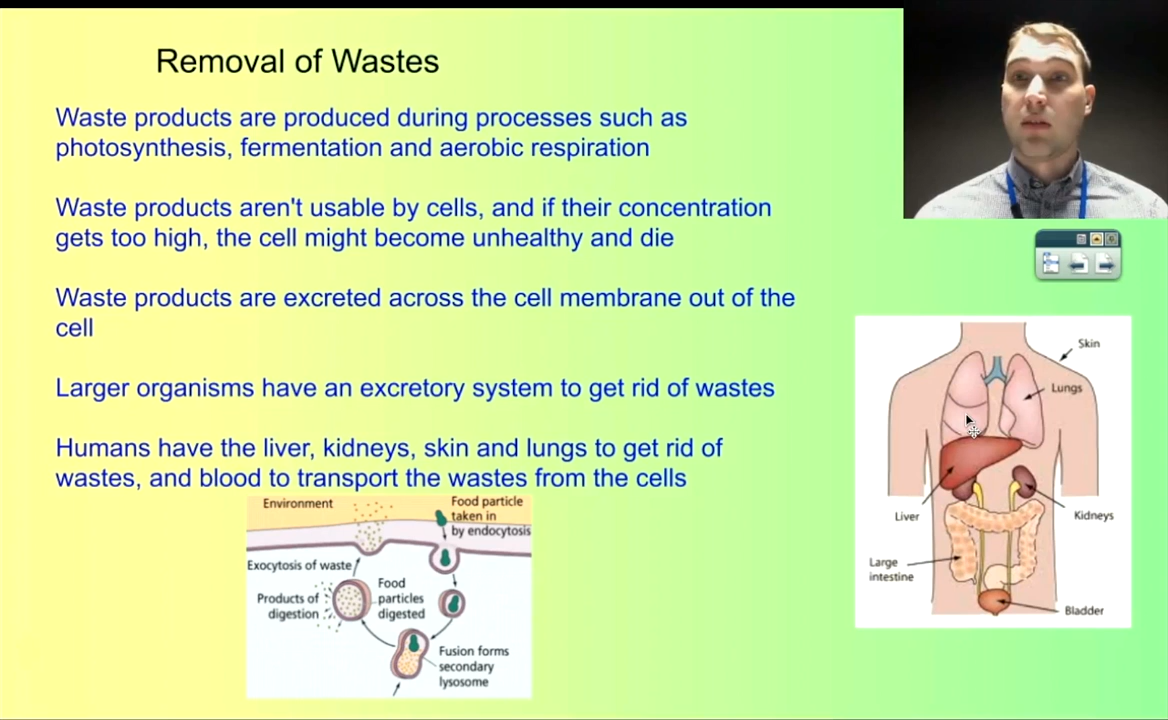 Removal of Wastes
Waste products are produced during processes such as
photosynthesis, fermentation and aerobic respiration
Waste products aren't usable by cells, and if their concentration
gets too high, the cell might become unhealthy and die
Waste products are excreted across the cell membrane out of the
cell
Larger organisms have an excretory system to get rid of wastes
Humans have the liver, kidneys, skin and lungs to get rid of
wastes, and blood to transport the wastes from the cells
Environment
Food particle
taken in
by endocytosis
Exocytosis of waste
Food
particles
digested
Products of
digestion
Fusion forms
secondary
lysosome
Skin
Lungs
Liver
Kidneys
Large
intestine
Bladder